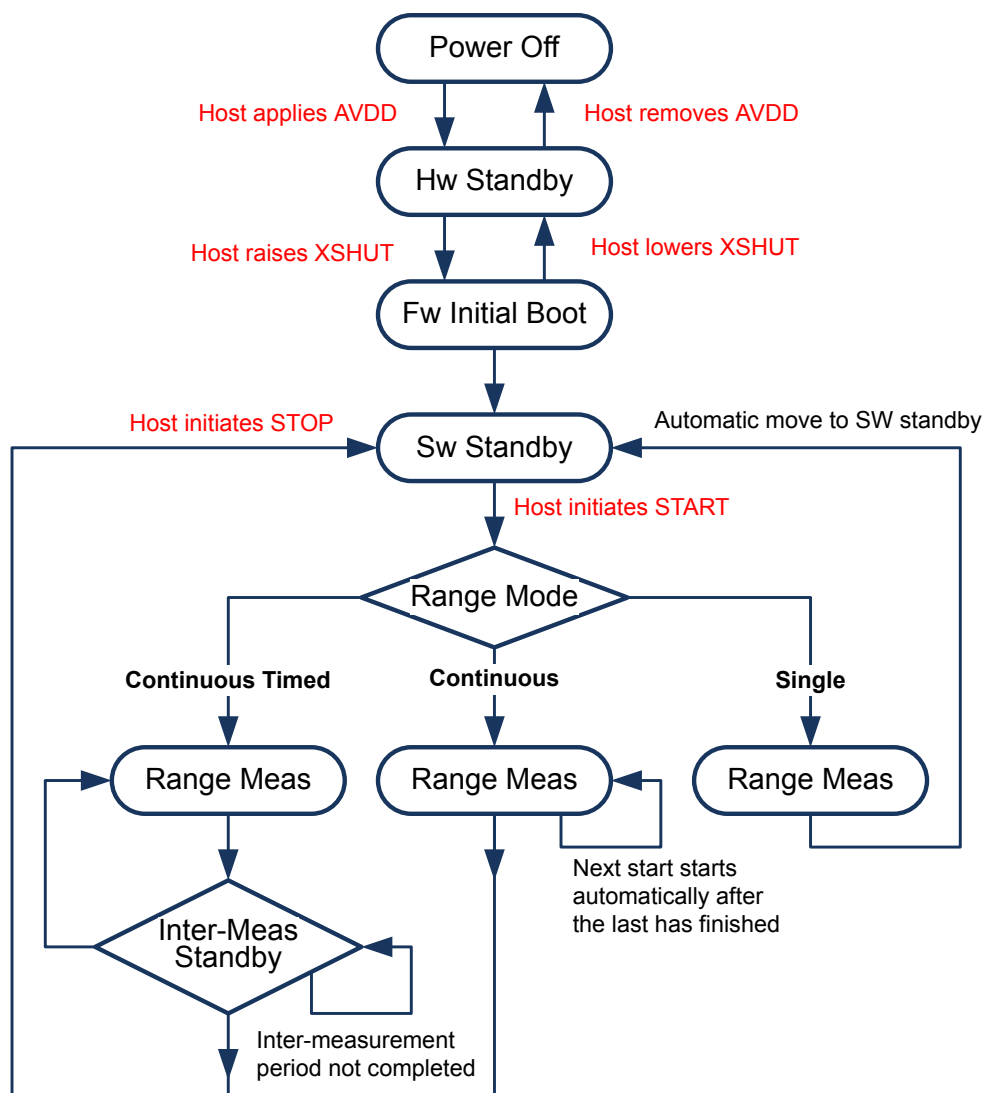 Power Off
Host applies AVDD
Host removes AVDD
Hw Standby
Host raises XSHUT
Host lowers XSHUT
Fw Initial Boot
Host initiates STOP
Automatic move to SW standby
Sw Standby
Host initiates START
Range Mode
Continuous Timed
Continuous
Single
Range Meas
Range Meas
Range Meas
Next start starts
automatically after
the last has finished
Inter-Meas
Standby
Inter-measurement
period not completed